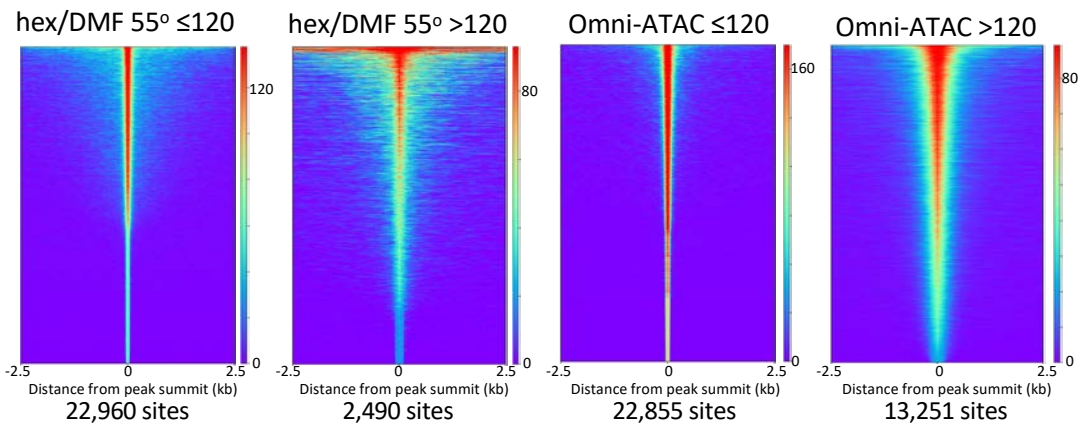 hex/DMF 55º ≤120
hex/DMF 55º >120
Omni-ATAC ≤120
Omni-ATAC >120
120
0
80
0
160
0
80
0
-2.5 0 2.5
-2.5 0 2.5
-2.5 0 2.5
-2.5 0 2.5
Distance from peak summit (kb)
Distance from peak summit (kb)
Distance from peak summit (kb)
Distance from peak summit (kb)
22,960 sites
2,490 sites
22,855 sites
13,251 sites